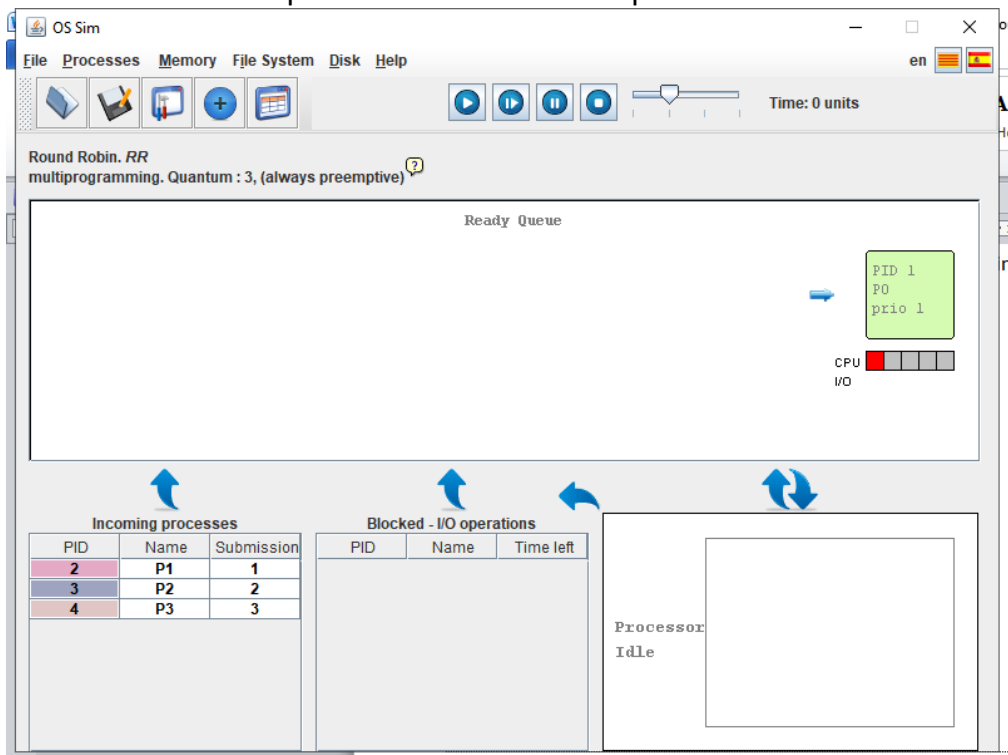 OS Sim
File Processes Memory File System Disk Help
en
Time: 0 units
Round Robin. RR
multiprogramming. Quantum : 3, (always preemptive)
?
Ready Queue
PID 1
P0
prio 1
CPU
I/O
Incoming processes
PID Name Submission
2 P1 1
3 P2 2
4 P3 3
Blocked - I/O operations
PID Name Time left
Processor
Idle